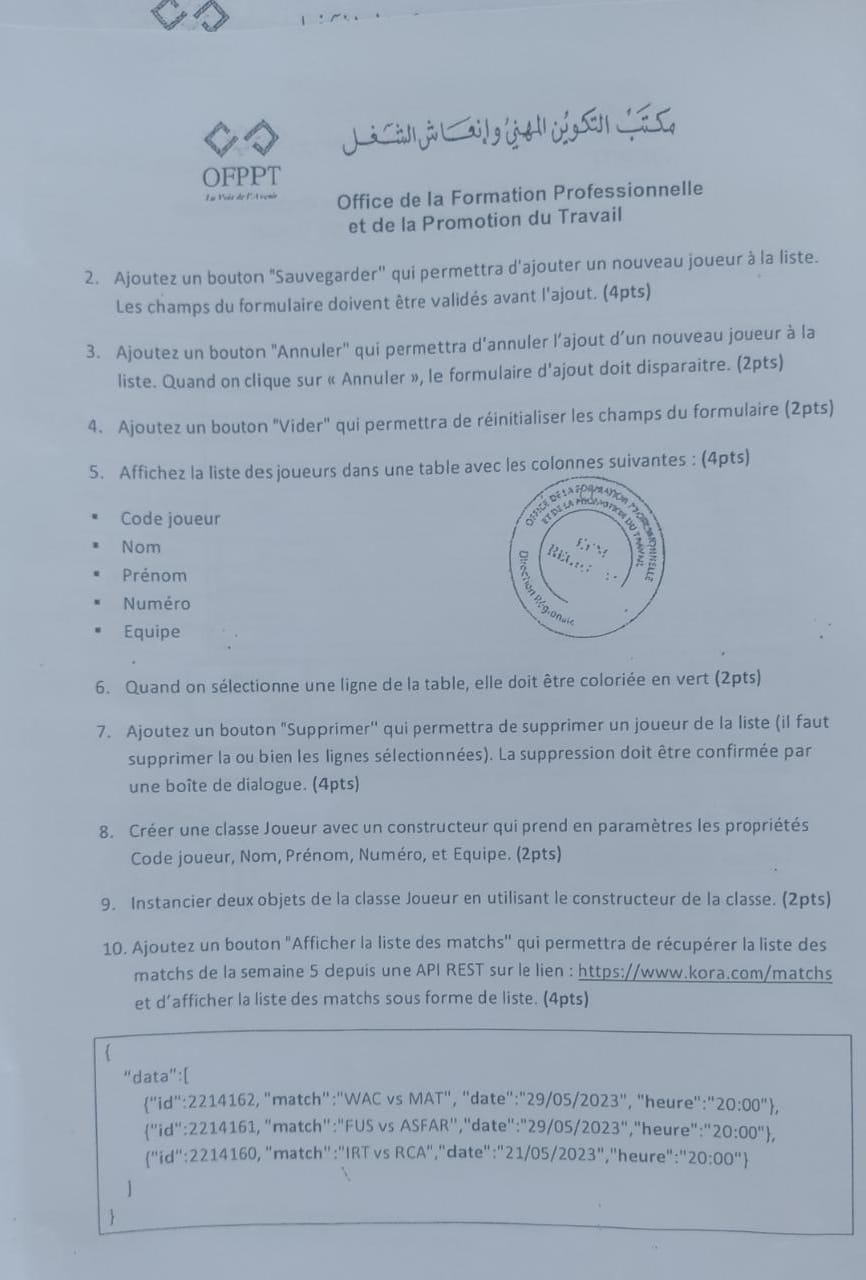 مكتب التكوين المهني وإنعاش الشغل
OFPPT
La Voie de l'Avenir
Office de la Formation Professionnelle
et de la Promotion du Travail
2. Ajoutez un bouton "Sauvegarder" qui permettra d'ajouter un nouveau joueur à la liste.
Les champs du formulaire doivent être validés avant l'ajout. (4pts)
3. Ajoutez un bouton "Annuler" qui permettra d'annuler l’ajout d’un nouveau joueur à la
liste. Quand on clique sur « Annuler », le formulaire d'ajout doit disparaitre. (2pts)
4. Ajoutez un bouton "Vider" qui permettra de réinitialiser les champs du formulaire (2pts)
5. Affichez la liste des joueurs dans une table avec les colonnes suivantes : (4pts)
▪ Code joueur
▪ Nom
▪ Prénom
▪ Numéro
▪ Equipe
OFFICE DE LA FORMATION PROFESSIONNELLE
ET DE LA PROMOTION DU TRAVAIL
Direction Régionale
6. Quand on sélectionne une ligne de la table, elle doit être coloriée en vert (2pts)
7. Ajoutez un bouton "Supprimer" qui permettra de supprimer un joueur de la liste (il faut
supprimer la ou bien les lignes sélectionnées). La suppression doit être confirmée par
une boîte de dialogue. (4pts)
8. Créer une classe Joueur avec un constructeur qui prend en paramètres les propriétés
Code joueur, Nom, Prénom, Numéro, et Equipe. (2pts)
9. Instancier deux objets de la classe Joueur en utilisant le constructeur de la classe. (2pts)
10. Ajoutez un bouton "Afficher la liste des matchs" qui permettra de récupérer la liste des
matchs de la semaine 5 depuis une API REST sur le lien : https://www.kora.com/matchs
et d’afficher la liste des matchs sous forme de liste. (4pts)
{
"data":[
{"id":2214162, "match":"WAC vs MAT", "date":"29/05/2023", "heure":"20:00"},
{"id":2214161, "match":"FUS vs ASFAR","date":"29/05/2023","heure":"20:00"},
{"id":2214160, "match":"IRT vs RCA","date":"21/05/2023","heure":"20:00"}
]
}